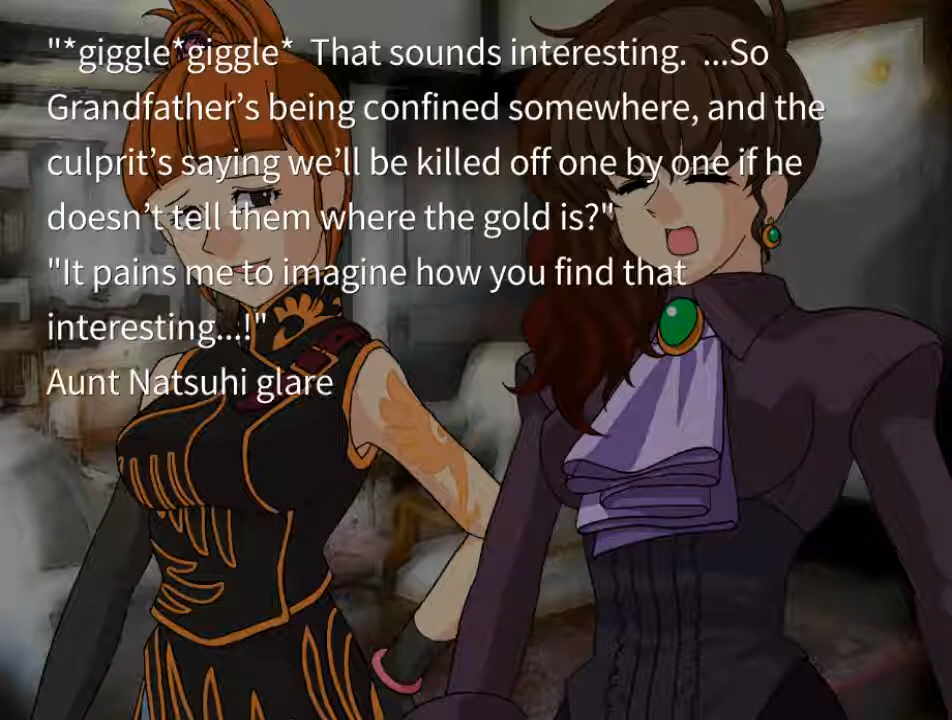 "*giggle*giggle*  That sounds interesting.  ...So
Grandfather’s being confined somewhere, and the
culprit’s saying we’ll be killed off one by one if he
doesn’t tell them where the gold is?"
"It pains me to imagine how you find that
interesting...!"
Aunt Natsuhi glare